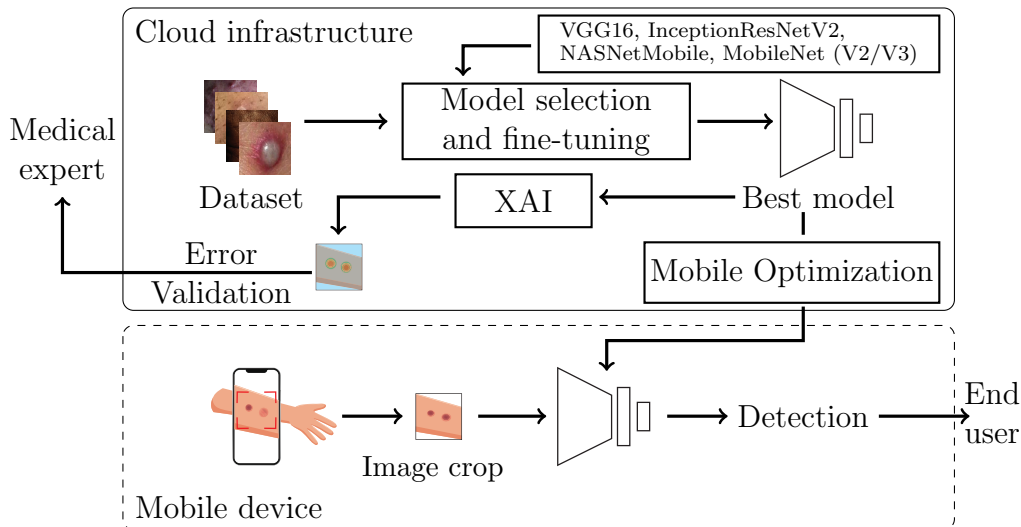 Cloud infrastructure
VGG16, InceptionResNetV2,
NASNetMobile, MobileNet (V2/V3)
Model selection
and fine-tuning
Medical
expert
Dataset
XAI
Best model
Error
Validation
Mobile Optimization
Detection
End
user
Image crop
Mobile device